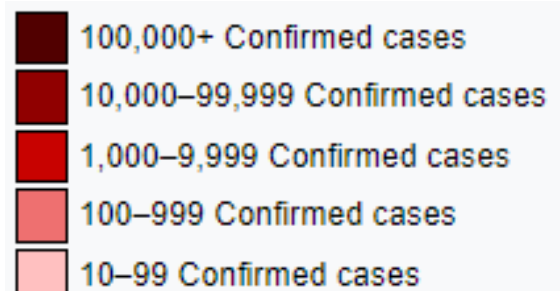 100,000+ Confirmed cases
10,000–99,999 Confirmed cases
1,000–9,999 Confirmed cases
100–999 Confirmed cases
10–99 Confirmed cases